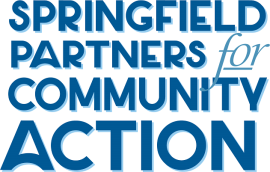 SPRINGFIELD
PARTNERS for
COMMUNITY
ACTION